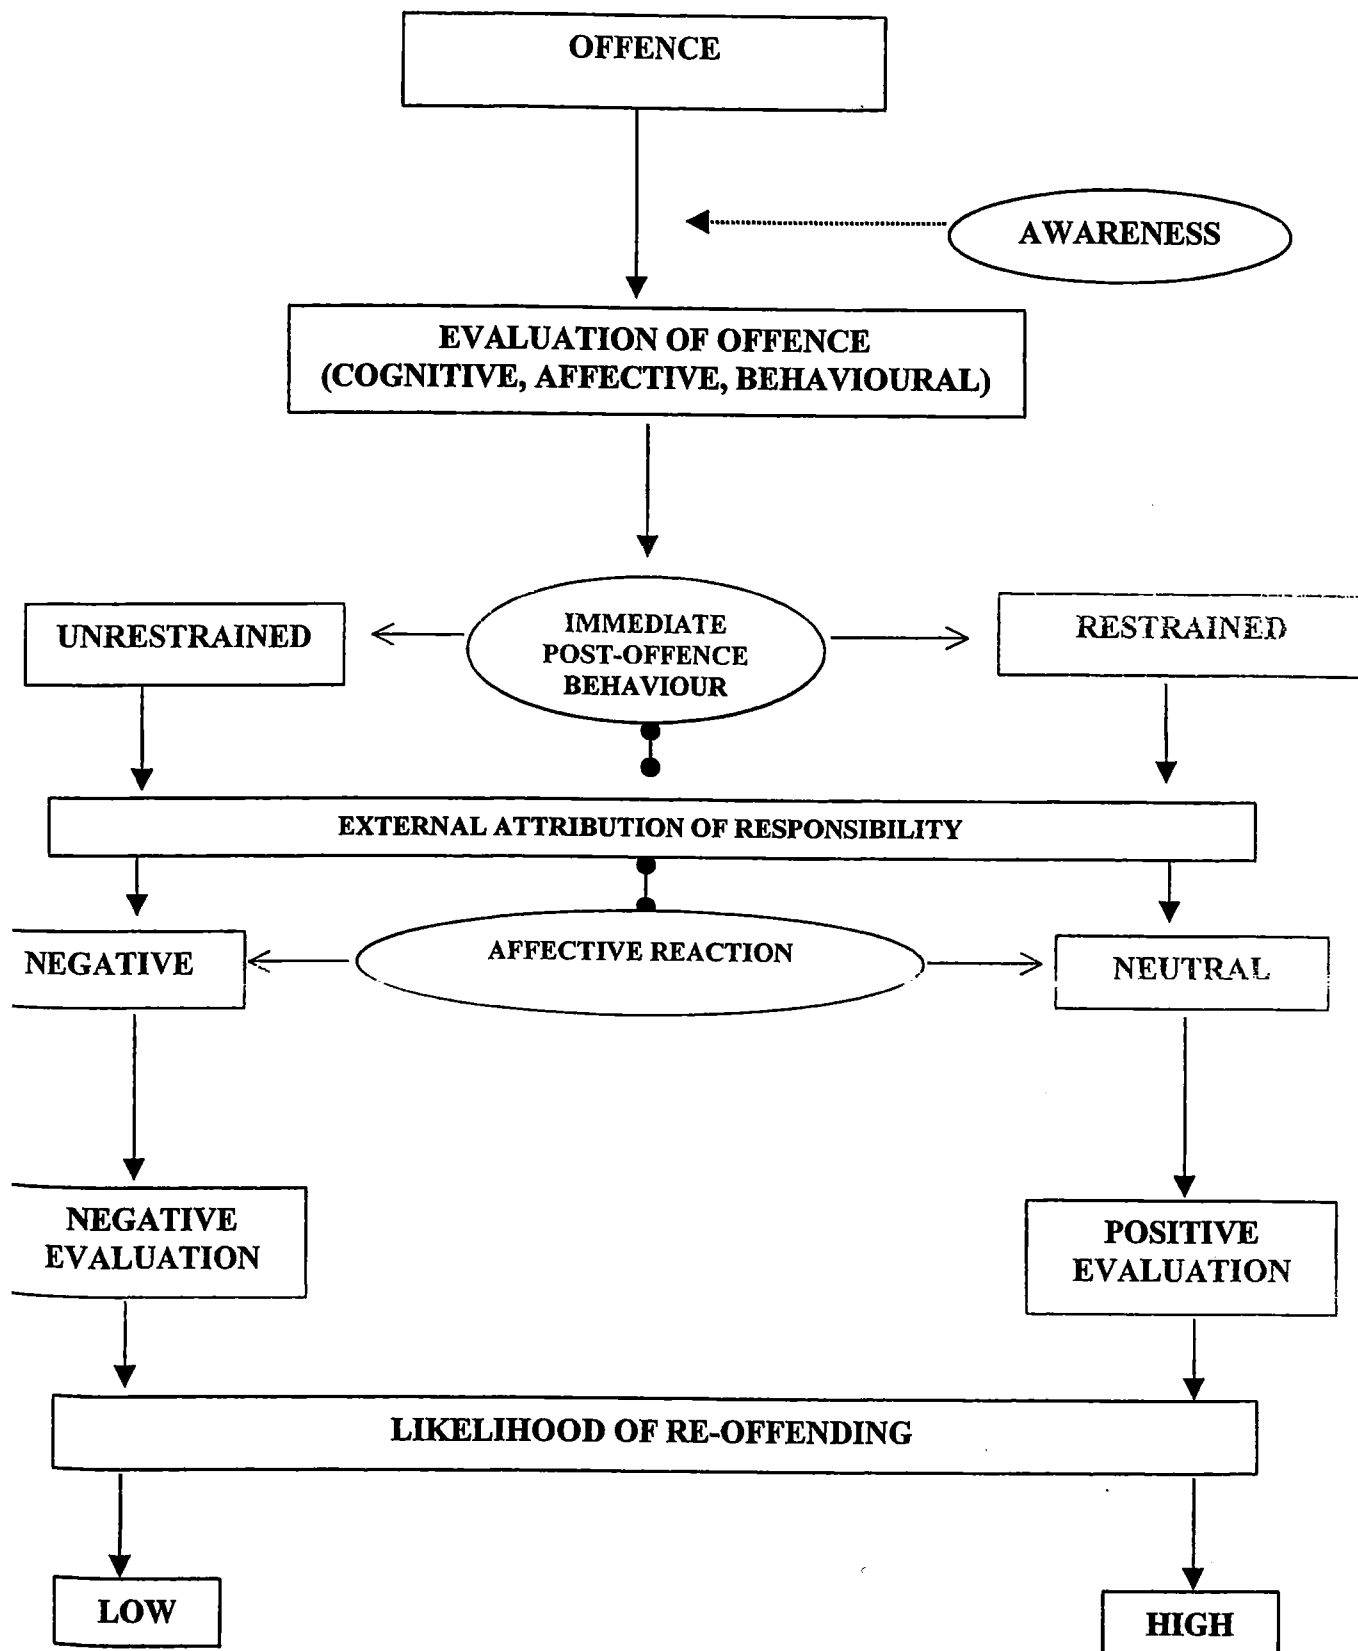 OFFENCE
AWARENESS
EVALUATION OF OFFENCE
(COGNITIVE, AFFECTIVE, BEHAVIOURAL)
UNRESTRAINED
IMMEDIATE
POST-OFFENCE
BEHAVIOUR
RESTRAINED
EXTERNAL ATTRIBUTION OF RESPONSIBILITY
NEGATIVE
AFFECTIVE REACTION
NEUTRAL
NEGATIVE
EVALUATION
POSITIVE
EVALUATION
LIKELIHOOD OF RE-OFFENDING
LOW
HIGH